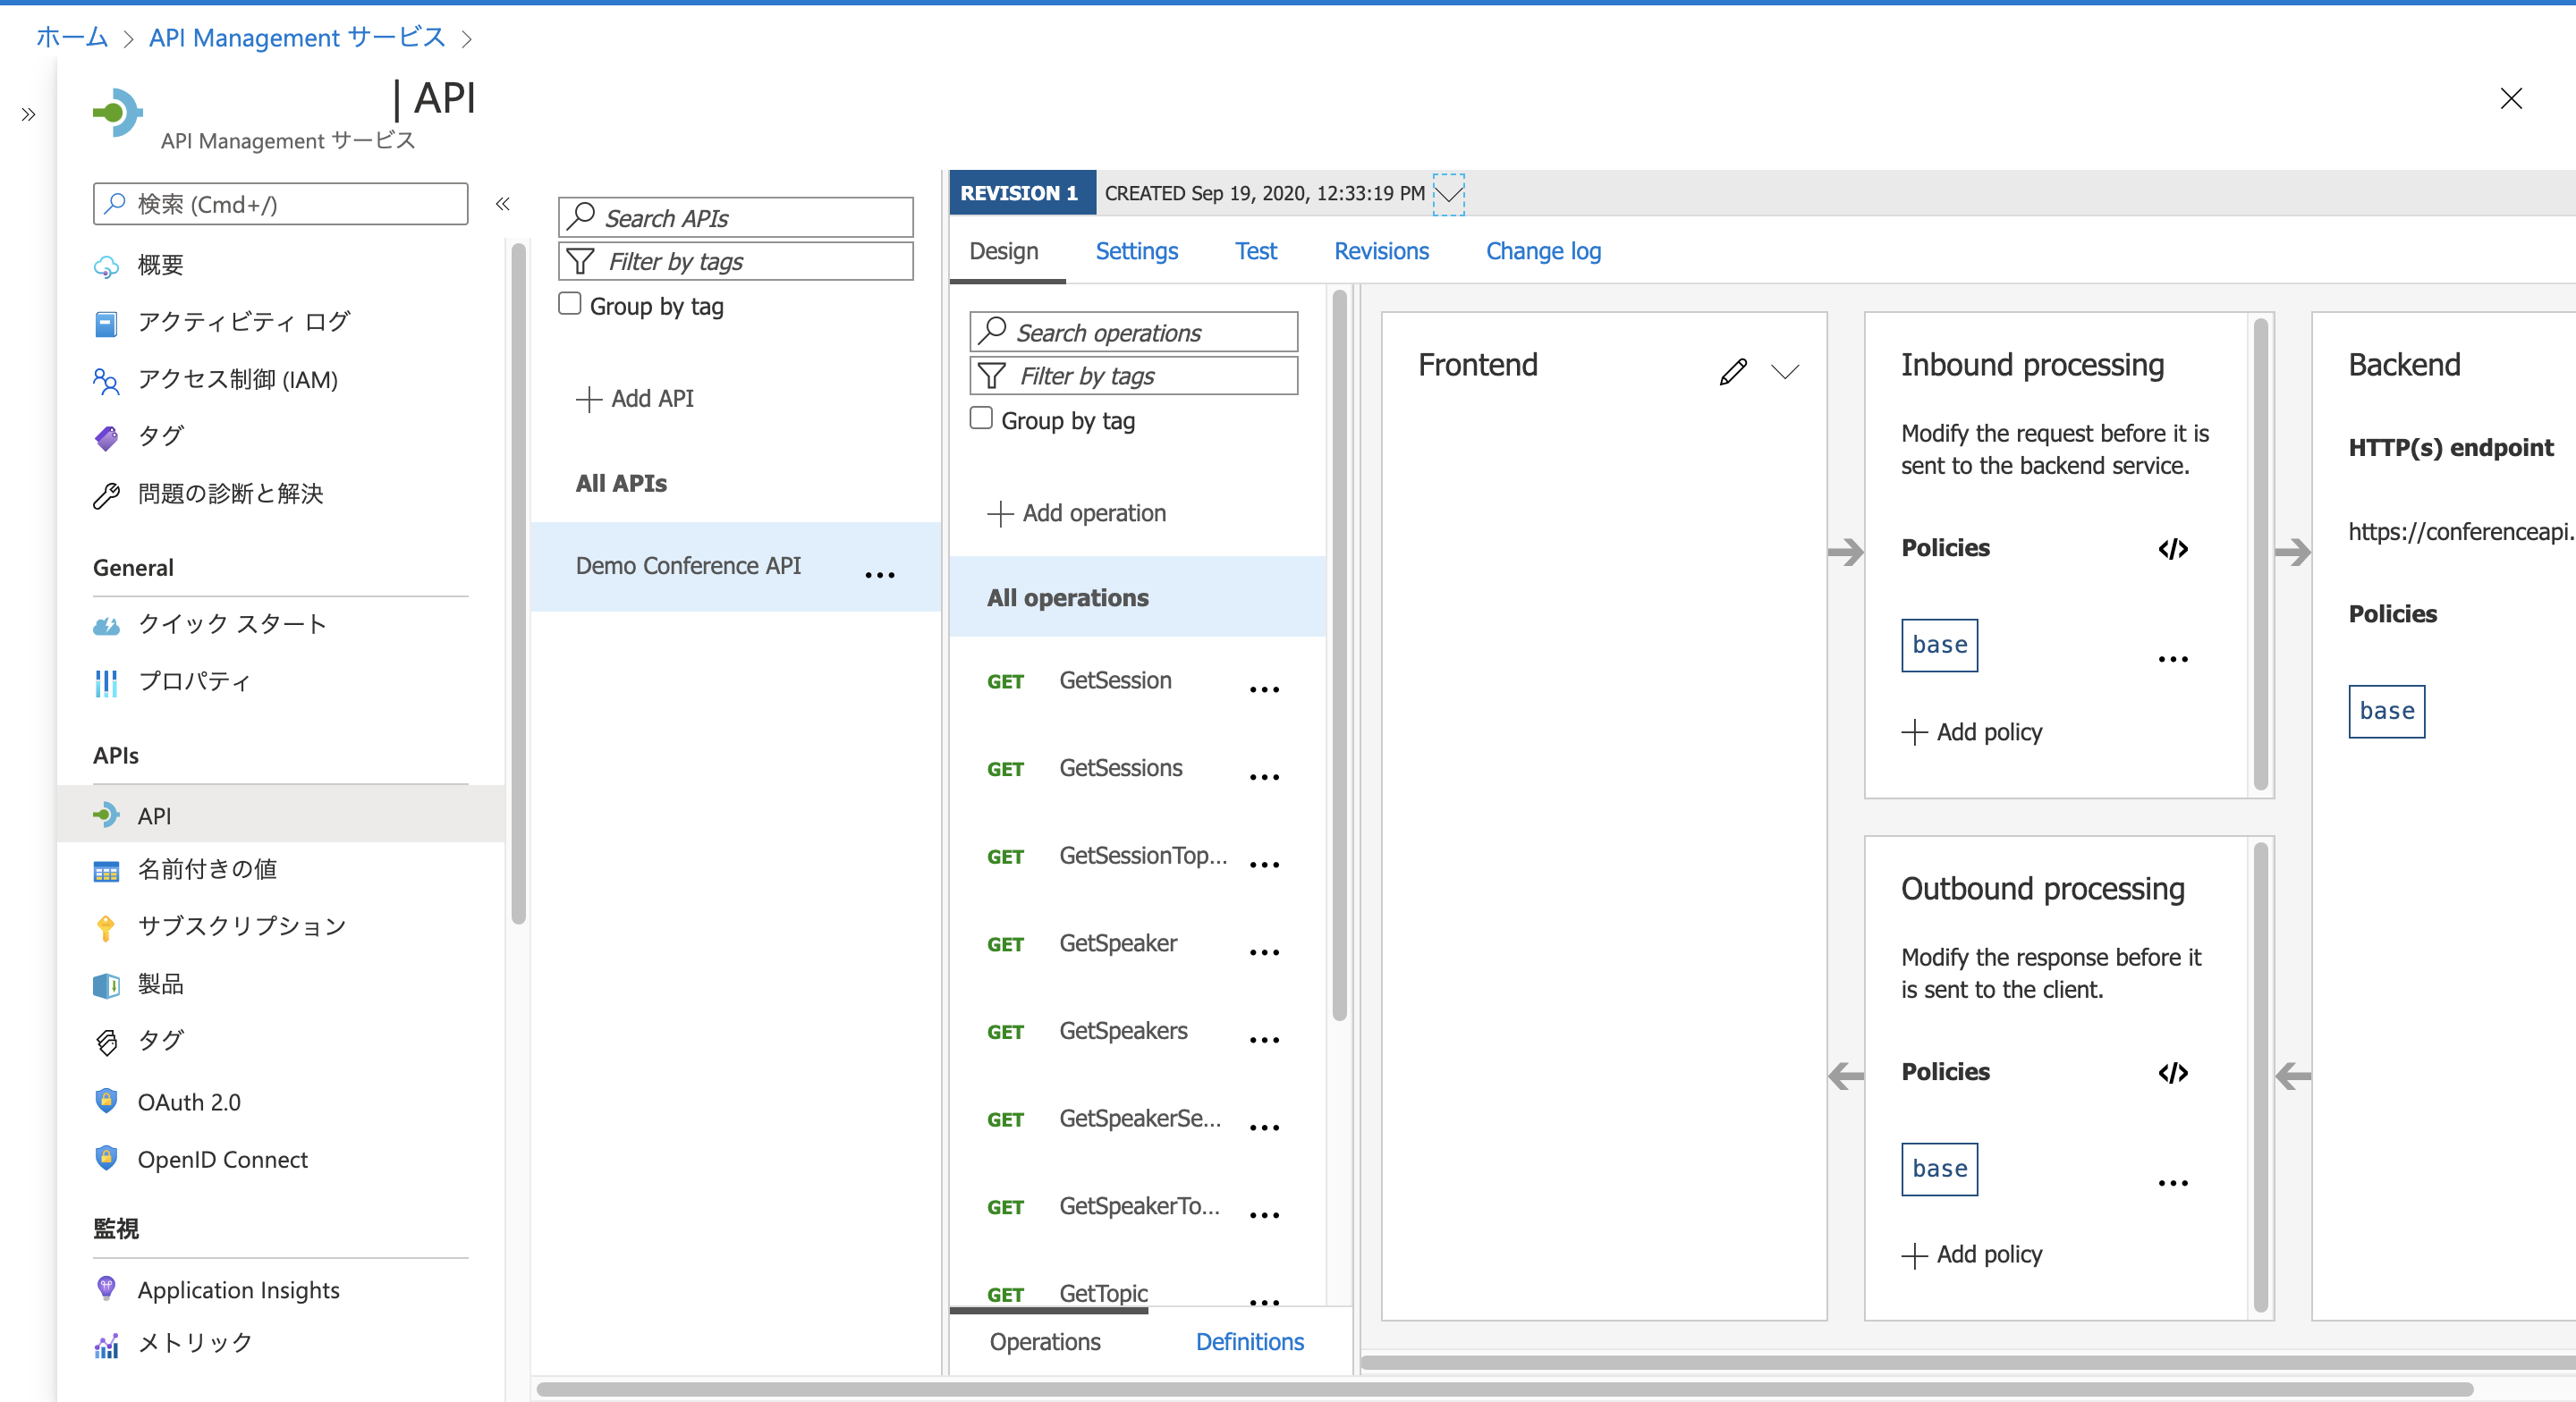 ホーム > API Management サービス >
| API
API Management サービス
検索 (Cmd+/)
概要
アクティビティ ログ
アクセス制御 (IAM)
タグ
問題の診断と解決
General
クイック スタート
プロパティ
APIs
API
名前付きの値
サブスクリプション
製品
タグ
OAuth 2.0
OpenID Connect
監視
Application Insights
メトリック
Search APIs
Filter by tags
Group by tag
Add API
All APIs
Demo Conference API
REVISION 1 CREATED Sep 19, 2020, 12:33:19 PM
Design Settings Test Revisions Change log
Search operations
Filter by tags
Group by tag
Add operation
All operations
GET GetSession
GET GetSessions
GET GetSessionTop...
GET GetSpeaker
GET GetSpeakers
GET GetSpeakerSe...
GET GetSpeakerTo...
GET GetTopic
Operations Definitions
Frontend
Inbound processing
Modify the request before it is
sent to the backend service.
Policies
base
Add policy
Outbound processing
Modify the response before it
is sent to the client.
Policies
base
Add policy
Backend
HTTP(s) endpoint
https://conferenceapi.
Policies
base